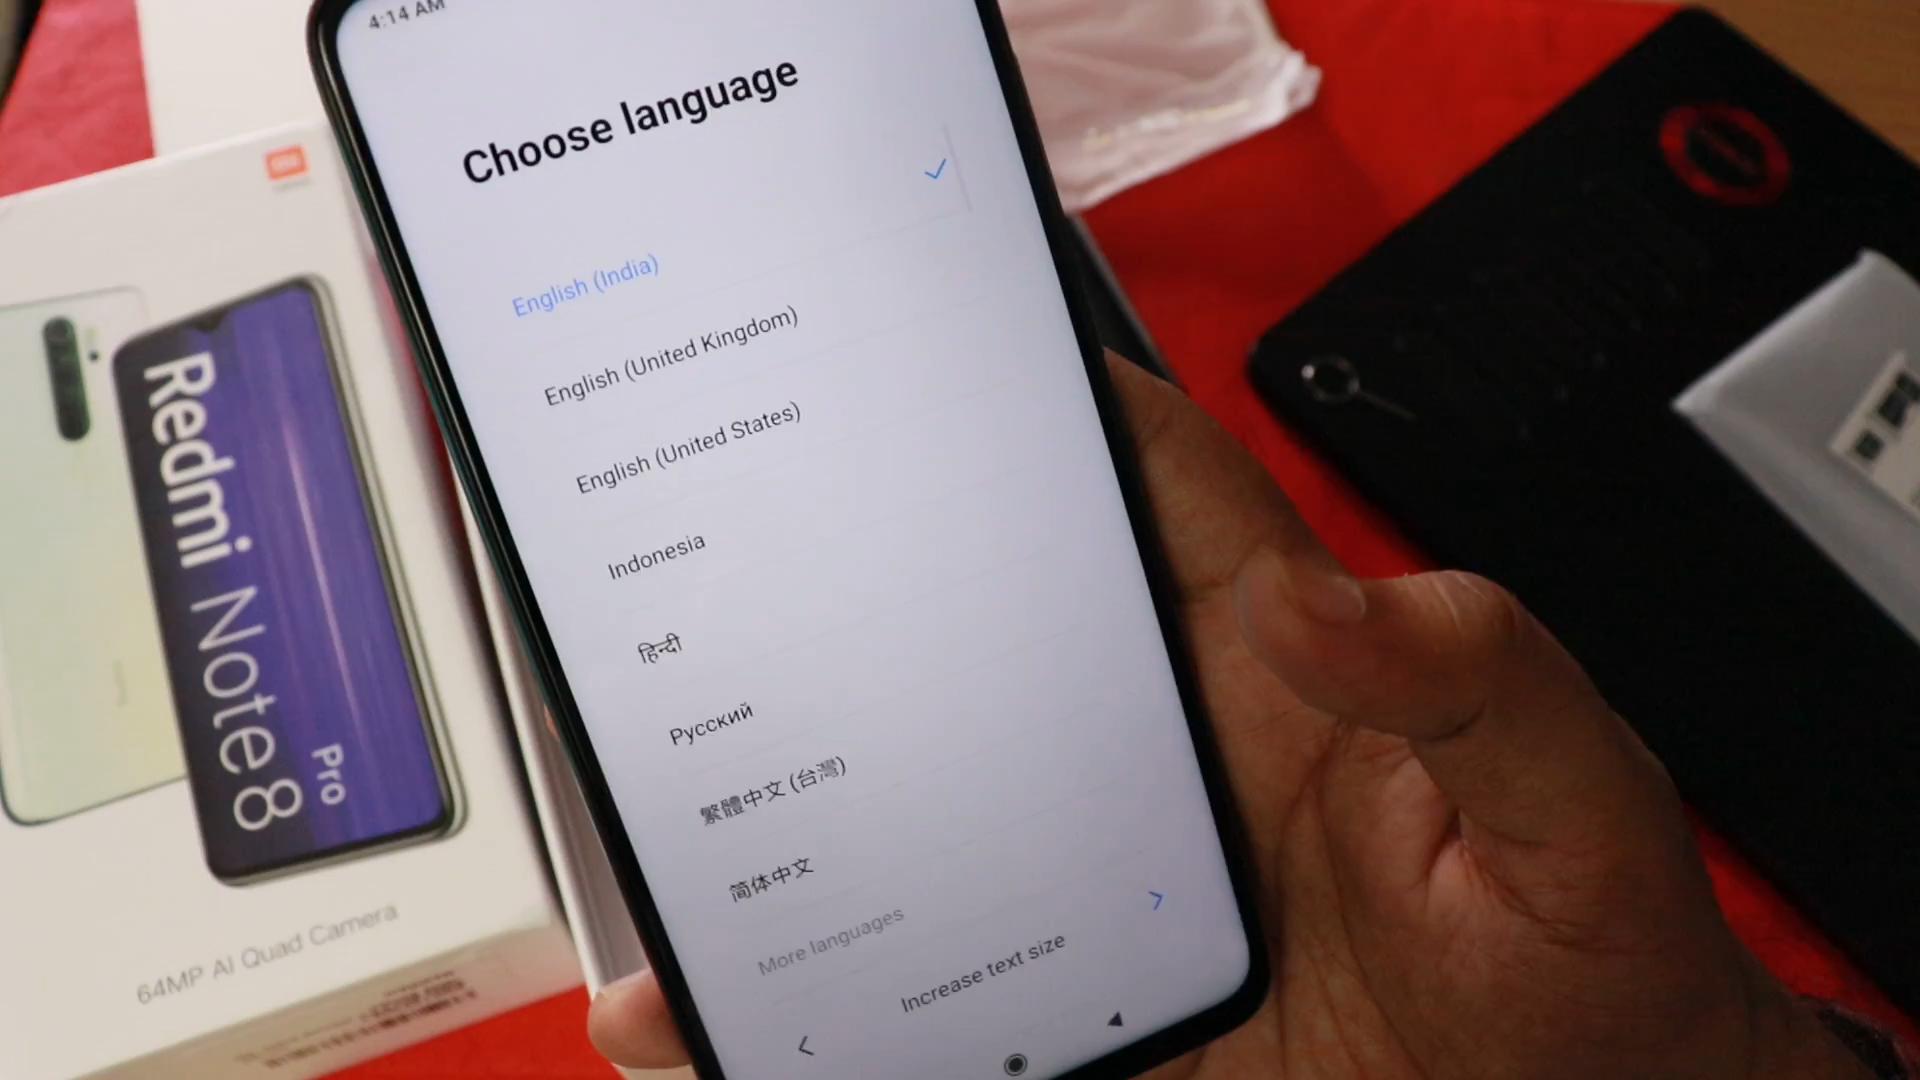 4:14 AM
Choose language
English (India)
English (United Kingdom)
English (United States)
Indonesia
हिन्दी
Русский
繁體中文 (台灣)
简体中文
More languages
Increase text size
Redmi Note 8
Pro
64MP AI Quad Camera